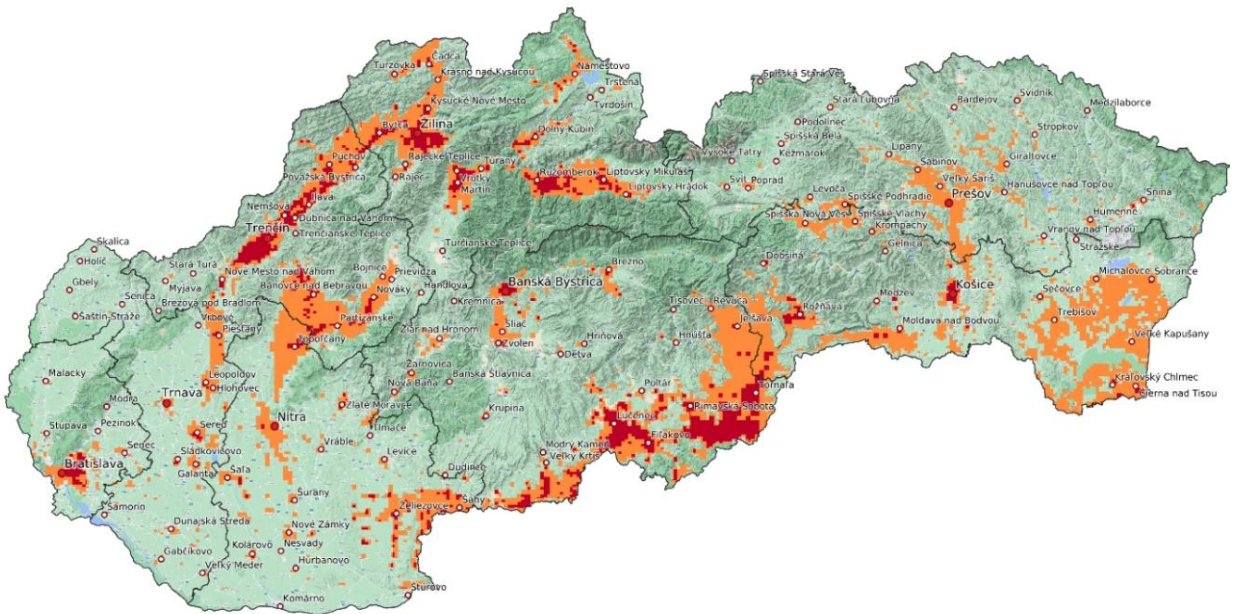 Čadca
Turzovka
Krásno nad Kysucou
Námestovo
Trstená
Tvrdošín
Kysucké Nové Mesto
Bytča
Žilina
Dolný Kubín
Spišská Stará Ves
Stará Ľubovňa
Podolínec
Spišská Belá
Vysoké Tatry
Kežmarok
Svit
Poprad
Bardejov
Svidník
Medzilaborce
Stropkov
Giraltovce
Lipany
Sabinov
Veľký Šariš
Prešov
Hanušovce nad Topľou
Snina
Humenné
Vranov nad Topľou
Strážske
Púchov
Považská Bystrica
Rajecké Teplice
Rajec
Turany
Vrútky
Martin
Ružomberok
Liptovský Mikuláš
Liptovský Hrádok
Levoča
Spišské Podhradie
Spišská Nová Ves
Spišské Vlachy
Krompachy
Gelnica
Ilava
Nemšová
Dubnica nad Váhom
Trenčín
Trenčianske Teplice
Turčianske Teplice
Skalica
Holíč
Gbely
Senica
Šaštín-Stráže
Stará Turá
Myjava
Brezová pod Bradlom
Nové Mesto nad Váhom
Vrbové
Piešťany
Bánovce nad Bebravou
Bojnice
Prievidza
Nováky
Handlová
Partizánske
Topoľčany
Kremnica
Banská Bystrica
Brezno
Dobšiná
Tisovec
Revúca
Jelšava
Rožňava
Medzev
Košice
Moldava nad Bodvou
Sečovce
Michalovce
Sobrance
Trebišov
Veľké Kapušany
Kráľovský Chlmec
Čierna nad Tisou
Žiar nad Hronom
Sliač
Zvolen
Hriňová
Detva
Hnúšťa
Žarnovica
Nová Baňa
Banská Štiavnica
Krupina
Poltár
Tornaľa
Rimavská Sobota
Lučenec
Fiľakovo
Modrý Kameň
Veľký Krtíš
Malacky
Modra
Pezinok
Stupava
Senec
Bratislava
Šamorín
Trnava
Leopoldov
Hlohovec
Sereď
Sládkovičovo
Galanta
Šaľa
Nitra
Zlaté Moravce
Vráble
Tlmače
Levice
Dudince
Šahy
Želiezovce
Šurany
Nové Zámky
Nesvady
Dunajská Streda
Gabčíkovo
Kolárovo
Veľký Meder
Hurbanovo
Komárno
Štúrovo